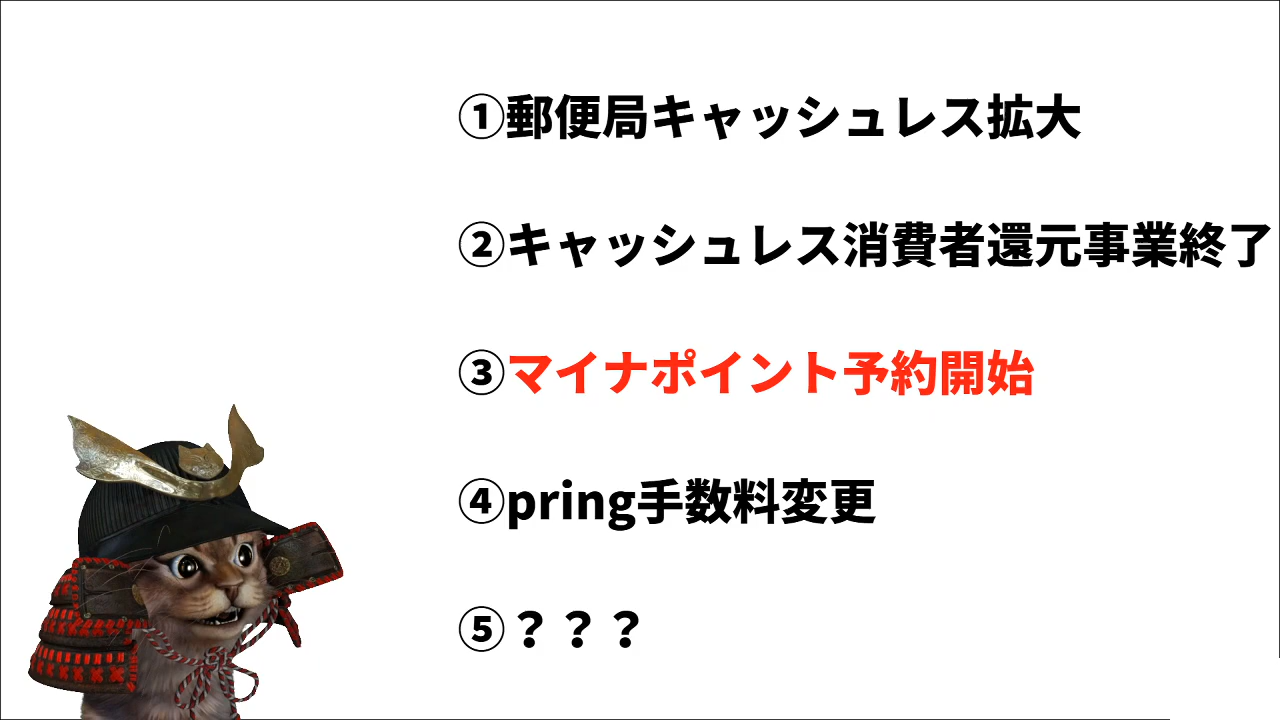 ①郵便局キャッシュレス拡大
②キャッシュレス消費者還元事業終了
③マイナポイント予約開始
④pring手数料変更
⑤？？？